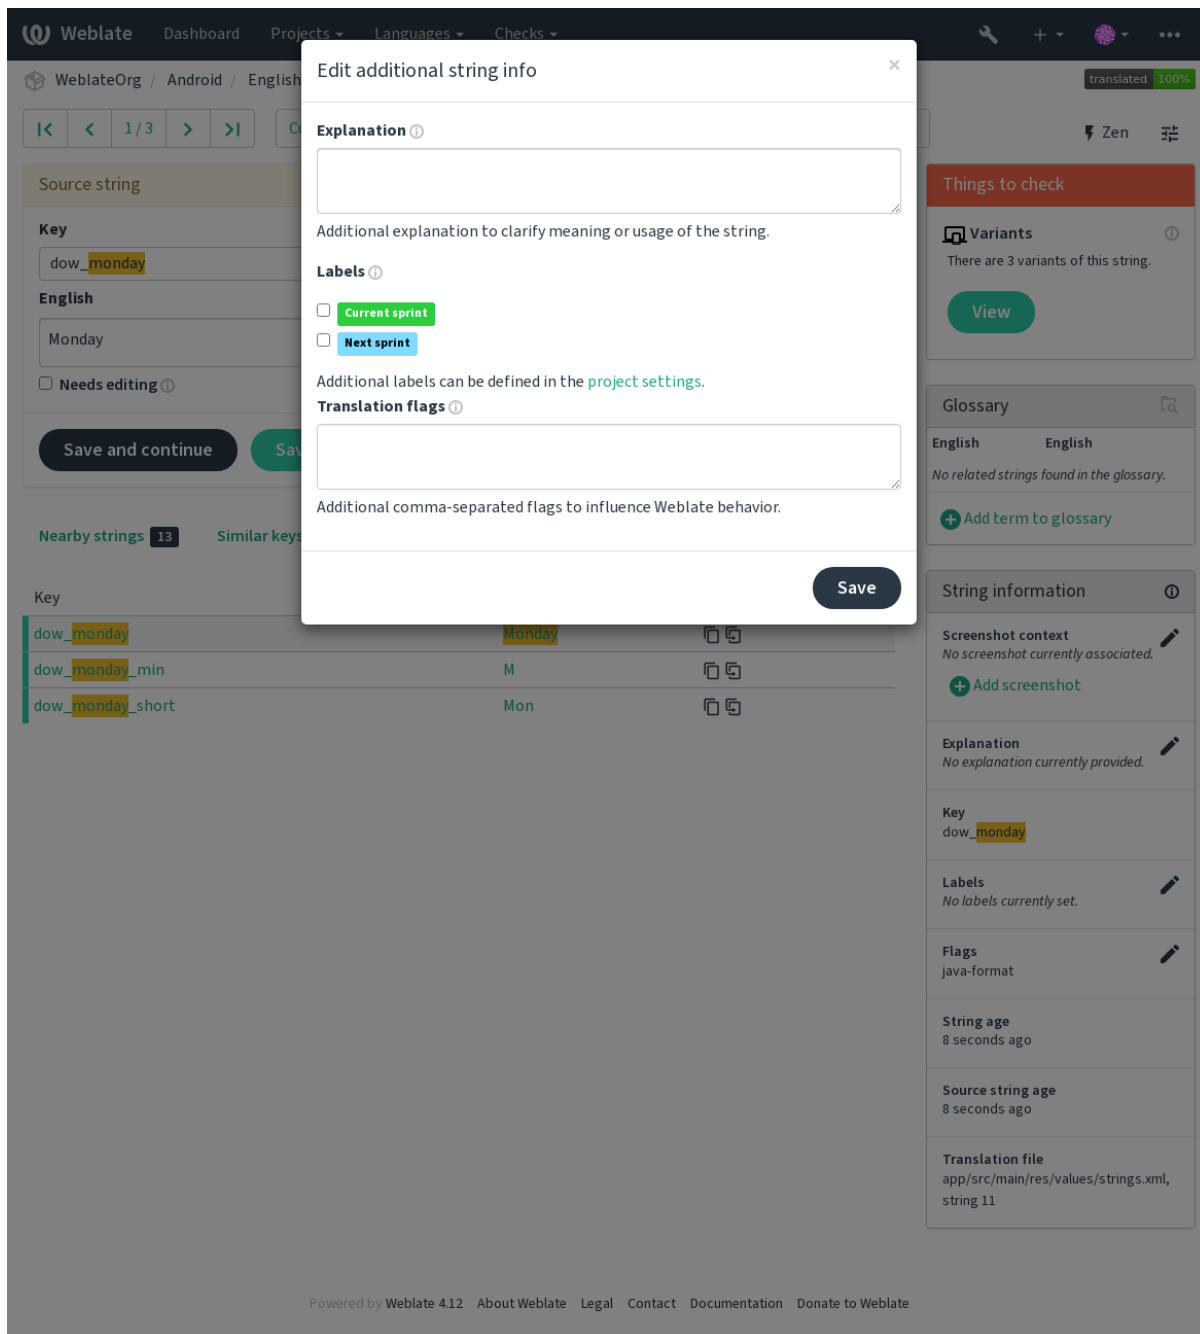 Weblate Dashboard Projects Languages Checks
WeblateOrg / Android / English
translated 100%
1 / 3
Zen
Edit additional string info
×
Explanation
Additional explanation to clarify meaning or usage of the string.
Labels
Current sprint
Next sprint
Additional labels can be defined in the project settings.
Translation flags
Additional comma-separated flags to influence Weblate behavior.
Save
Source string
Key
dow_monday
English
Monday
Needs editing
Save and continue
Nearby strings 13 Similar keys
Key
dow_monday Monday
dow_monday_min M
dow_monday_short Mon
Things to check
Variants
There are 3 variants of this string.
View
Glossary
English English
No related strings found in the glossary.
Add term to glossary
String information
Screenshot context
No screenshot currently associated.
Add screenshot
Explanation
No explanation currently provided.
Key
dow_monday
Labels
No labels currently set.
Flags
java-format
String age
8 seconds ago
Source string age
8 seconds ago
Translation file
app/src/main/res/values/strings.xml,
string 11
Powered by Weblate 4.12 About Weblate Legal Contact Documentation Donate to Weblate